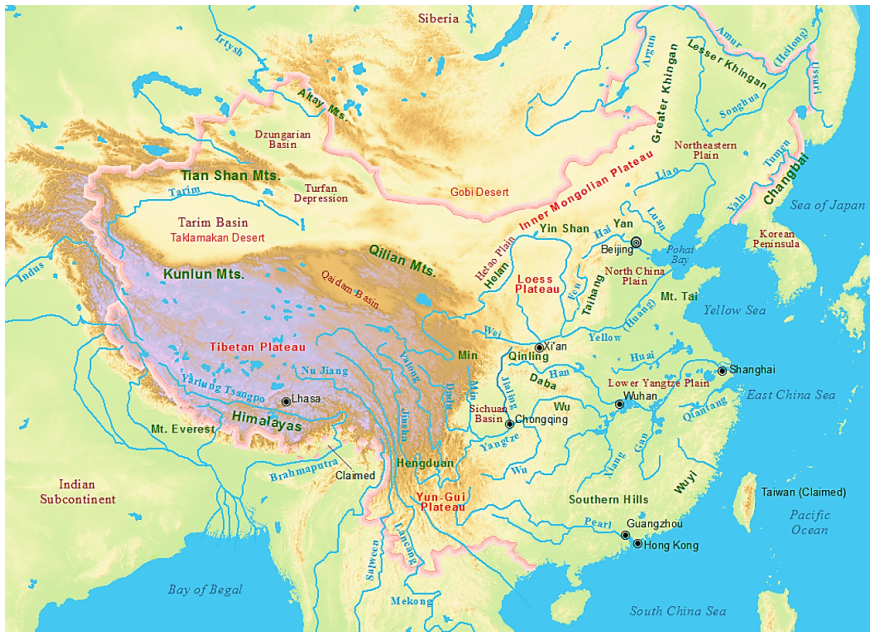 Siberia
Irtysh
Argun
Amur
(Heilong)
Lesser Khingan
Ussuri
Greater Khingan
Songhua
Altay Mts.
Dzungarian
Basin
Northeastern
Plain
Tumen
Changbai
Tian Shan Mts.
Turfan
Depression
Gobi Desert
Inner Mongolian Plateau
Lian
Yalu
Tarim
Tarim Basin
Taklamakan Desert
Sea of Japan
Luan
Yan
Hai
Yin Shan
Beijing
Pohai
Bay
Korean
Peninsula
Indus
Kunlun Mts.
Qilian Mts.
Qaidam Basin
Hetao Plain
Helan
Loess
Plateau
Fen
Taihang
North China
Plain
Mt. Tai
Yellow Sea
Tibetan Plateau
Wei
Yellow
(Huang)
Xi'an
Min
Qinling
Huai
Yalong
Nu Jiang
Yarlung Tsangpo
Lhasa
Himalayas
Mt. Everest
Dadu
Min
Jialing
Han
Daba
Lower Yangtze Plain
Shanghai
East China Sea
Wuhan
Wu
Sichuan
Basin
Chongqing
Qiantang
Jinsha
Yangtze
Xiang
Gan
Hengduan
Brahmaputra
Claimed
Wu
Wuyi
Indian
Subcontinent
Yun-Gui
Plateau
Southern Hills
Taiwan (Claimed)
Pacific
Ocean
Pearl
Guangzhou
Hong Kong
Salween
Lancang
Bay of Begal
Mekong
South China Sea